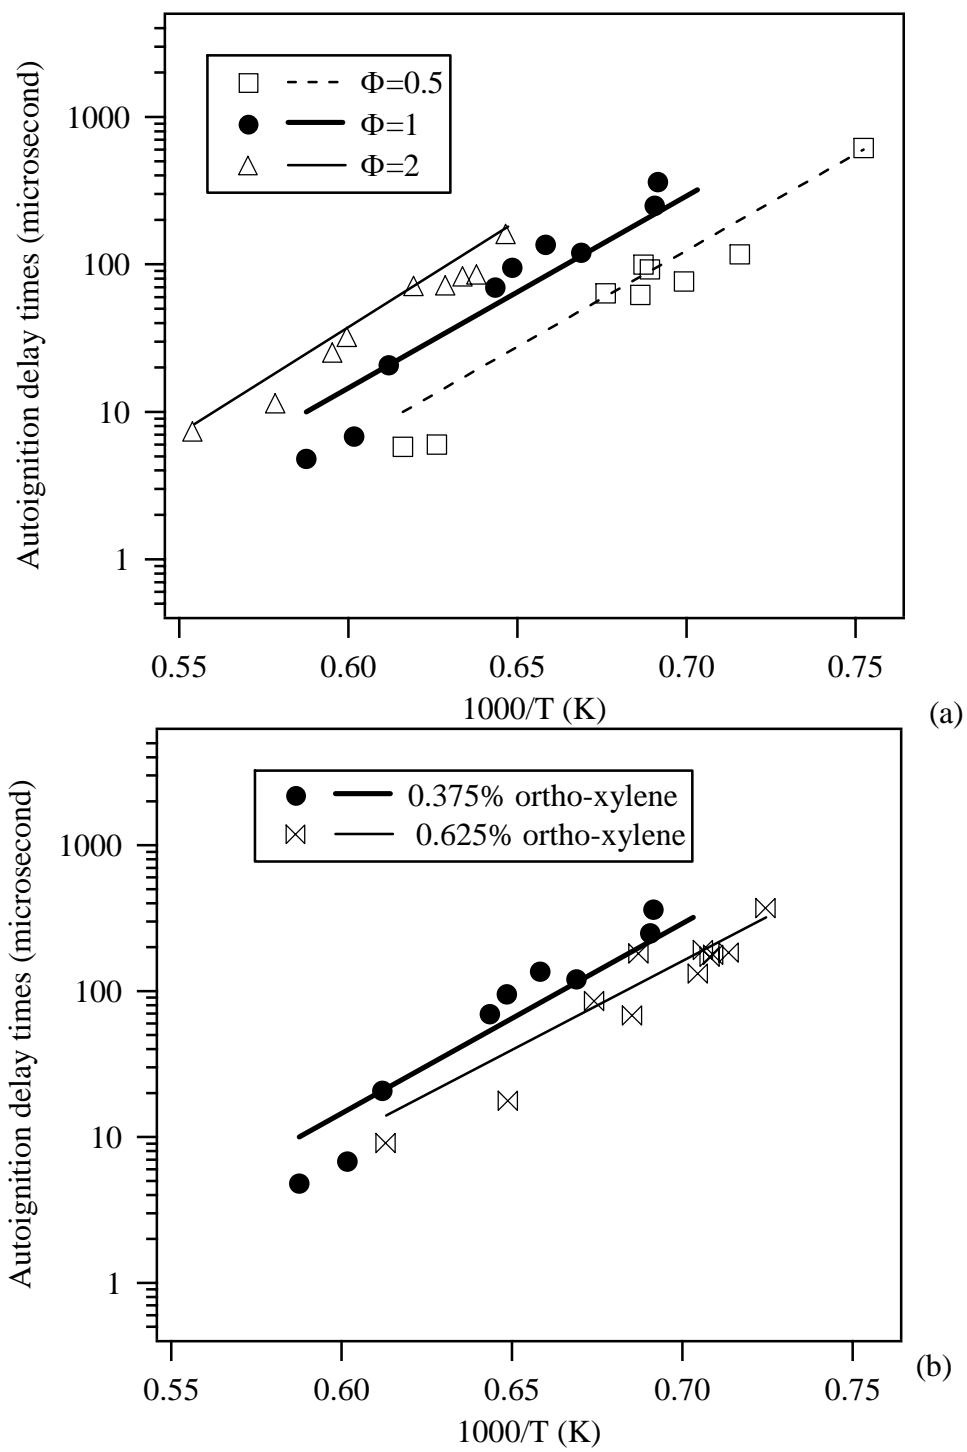 Autoignition delay times (microsecond)
1000
100
10
1
Φ=0.5
Φ=1
Φ=2
0.55 0.60 0.65 0.70 0.75
1000/T (K)
(a)
Autoignition delay times (microsecond)
1000
100
10
1
0.375% ortho-xylene
0.625% ortho-xylene
0.55 0.60 0.65 0.70 0.75
1000/T (K)
(b)